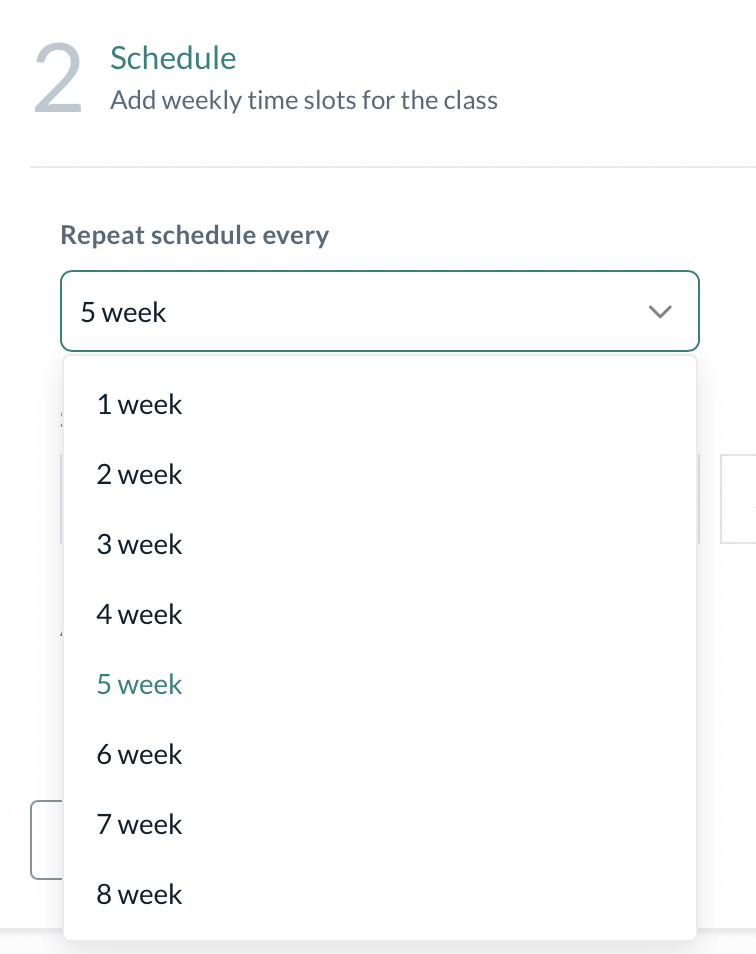 2
Schedule
Add weekly time slots for the class
Repeat schedule every
5 week
1 week
2 week
3 week
4 week
5 week
6 week
7 week
8 week